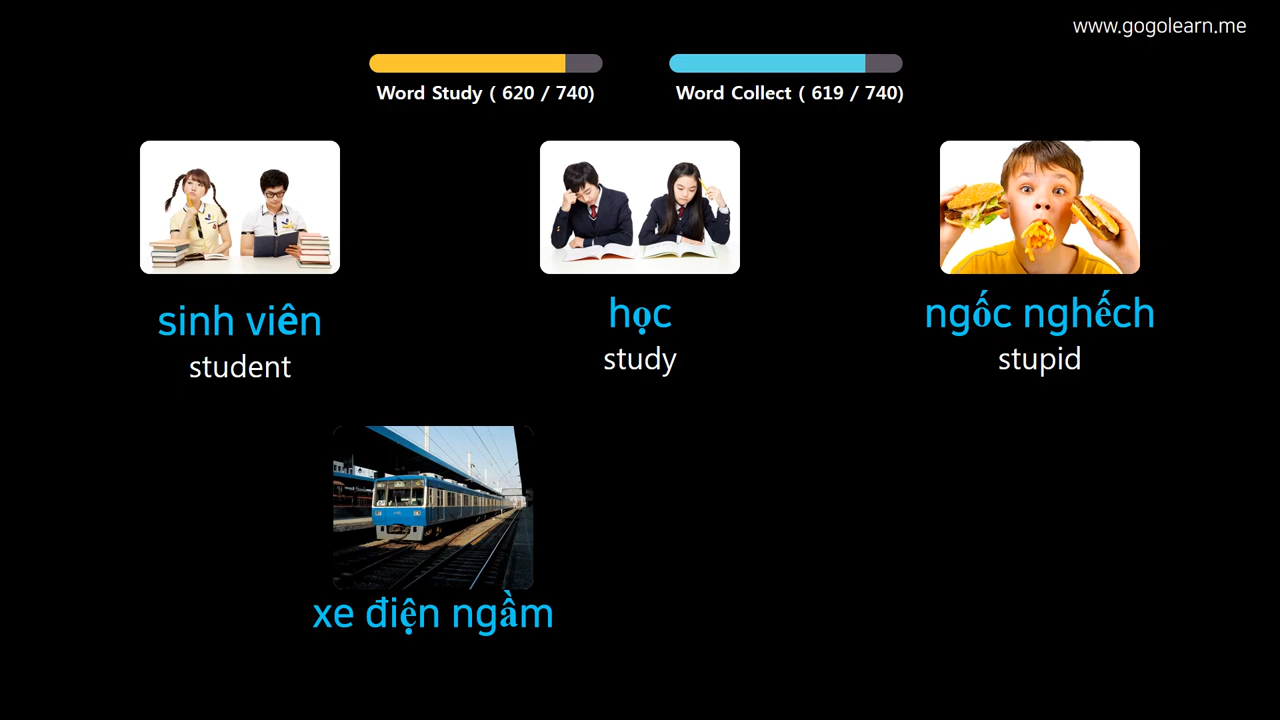 www.gogolearn.me
Word Study ( 620 / 740)
Word Collect ( 619 / 740)
sinh viên
student
học
study
ngốc nghếch
stupid
xe điện ngầm